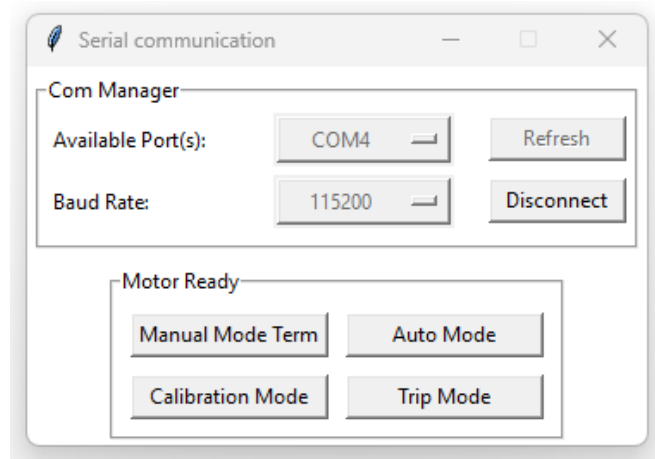 Serial communication
Com Manager
Available Port(s): COM4 Refresh
Baud Rate: 115200 Disconnect
Motor Ready
Manual Mode Term Auto Mode
Calibration Mode Trip Mode